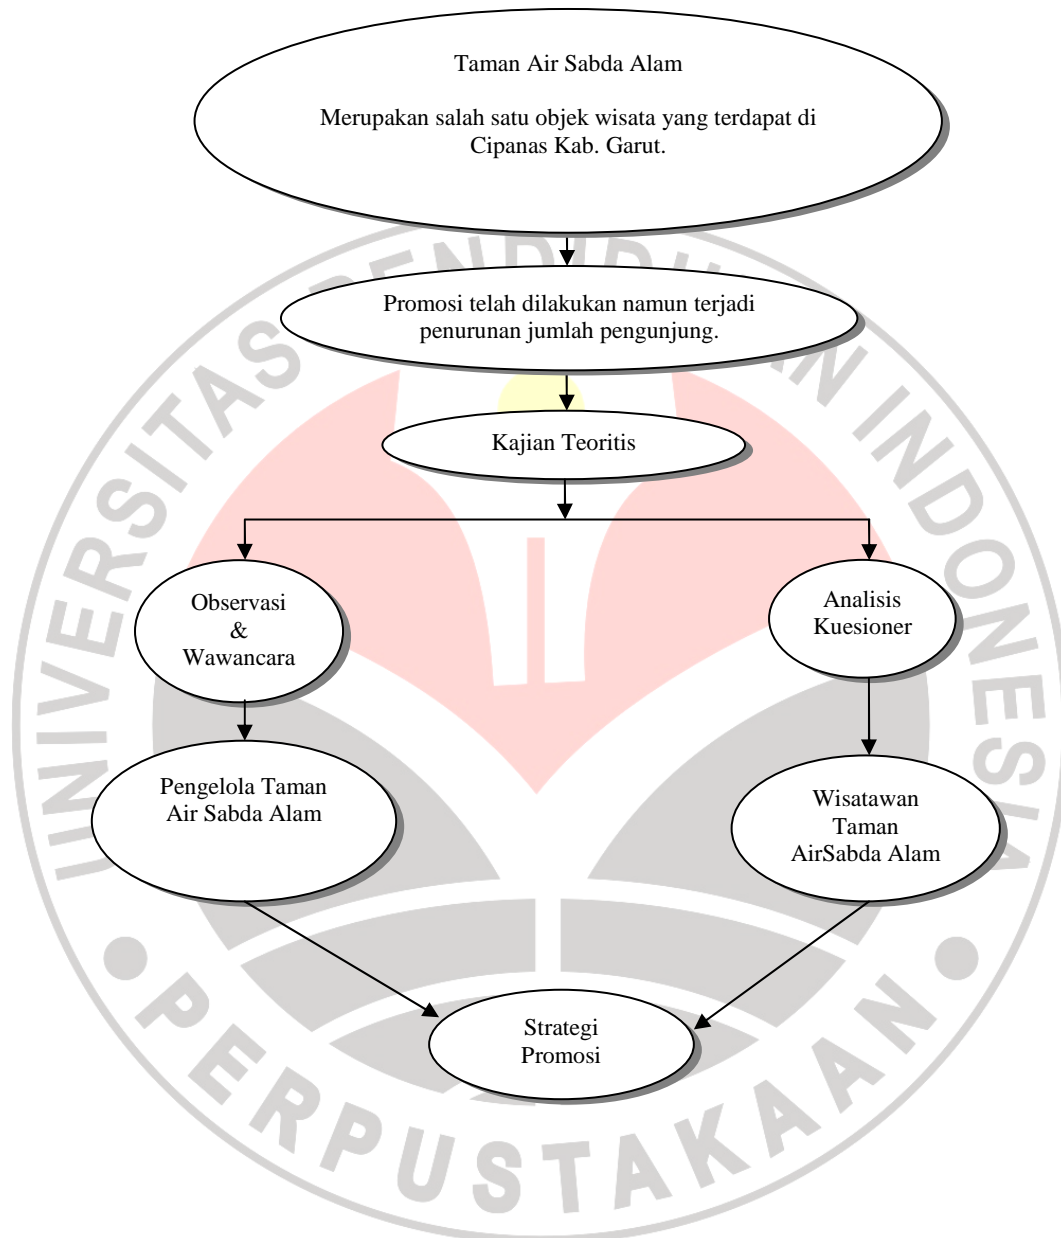 Taman Air Sabda Alam
Merupakan salah satu objek wisata yang terdapat di
Cipanas Kab. Garut.
Promosi telah dilakukan namun terjadi
penurunan jumlah pengunjung.
Kajian Teoritis
Observasi
&
Wawancara
Analisis
Kuesioner
Pengelola Taman
Air Sabda Alam
Wisatawan
Taman
AirSabda Alam
Strategi
Promosi
UNIVERSITAS PENDIDIKAN INDONESIA
PERPUSTAKAAN